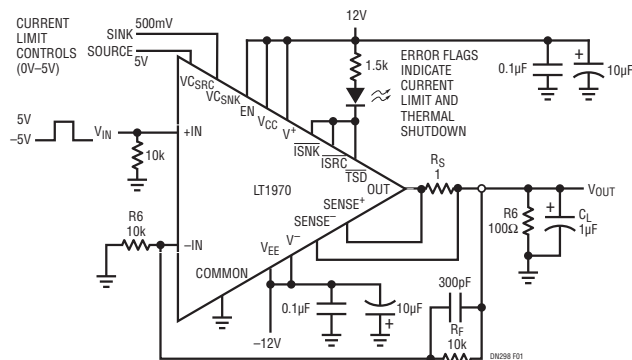 CURRENT
LIMIT
CONTROLS
(0V–5V)
SINK
500mV
SOURCE
5V
12V
1.5k
ERROR FLAGS
INDICATE
CURRENT
LIMIT AND
THERMAL
SHUTDOWN
0.1µF
+
10µF
VCSRC
VCSNK
EN
VCC
V+
ISNK
ISRC
TSD
5V
–5V
VIN
+IN
10k
LT1970
OUT
RS
1
VOUT
SENSE+
SENSE–
R6
10k
–IN
VEE
V–
COMMON
R6
100Ω
+
CL
1µF
0.1µF
10µF
+
–12V
300pF
RF
10k
DN298 F01